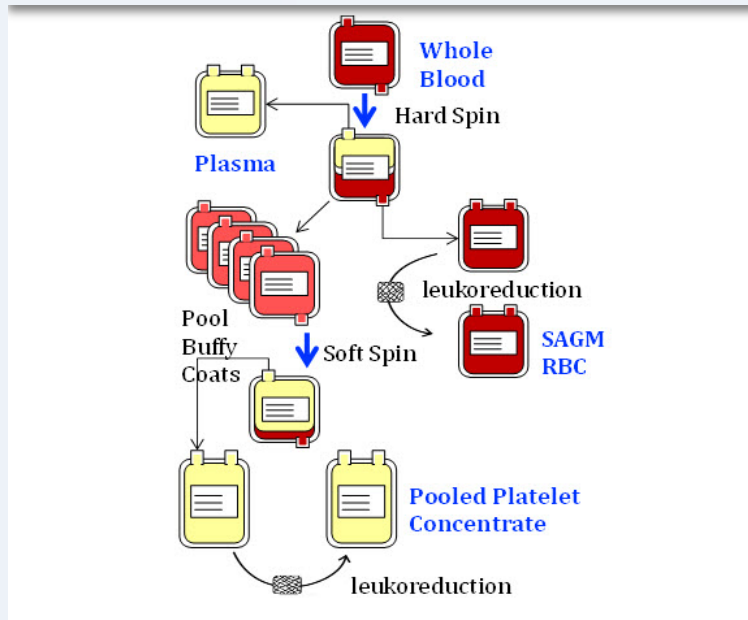 Whole
Blood
Hard Spin
Plasma
leukoreduction
Pool
Buffy
Coats
Soft Spin
SAGM
RBC
Pooled Platelet
Concentrate
leukoreduction